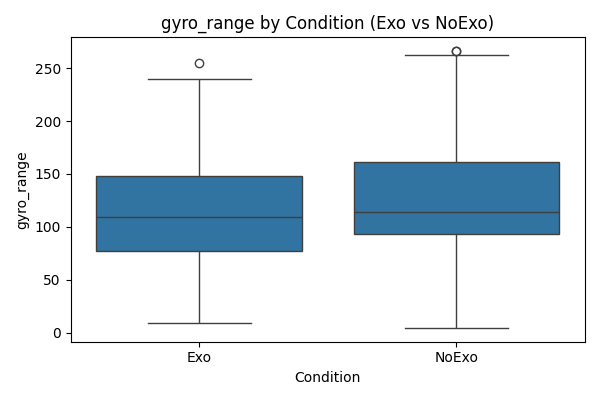 gyro_range by Condition (Exo vs NoExo)
gyro_range
250
200
150
100
50
0
Exo
NoExo
Condition